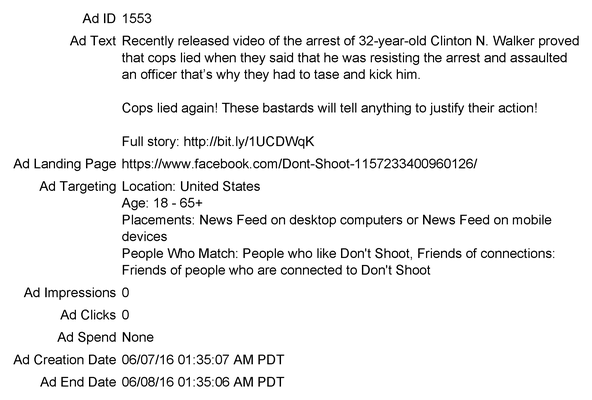 Ad ID 1553
Ad Text Recently released video of the arrest of 32-year-old Clinton N. Walker proved
that cops lied when they said that he was resisting the arrest and assaulted
an officer that's why they had to tase and kick him.
Cops lied again! These bastards will tell anything to justify their action!
Full story: http://bit.ly/1UCDWqK
Ad Landing Page https://www.facebook.com/Dont-Shoot-1157233400960126/
Ad Targeting Location: United States
Age: 18 - 65+
Placements: News Feed on desktop computers or News Feed on mobile
devices
People Who Match: People who like Don't Shoot, Friends of connections:
Friends of people who are connected to Don't Shoot
Ad Impressions 0
Ad Clicks 0
Ad Spend None
Ad Creation Date 06/07/16 01:35:07 AM PDT
Ad End Date 06/08/16 01:35:06 AM PDT